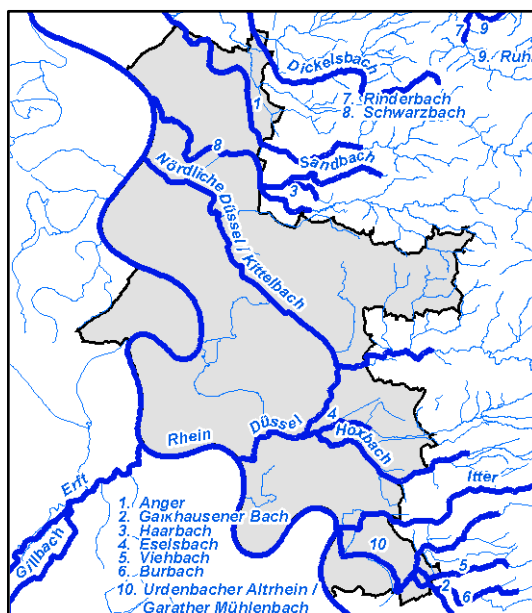 7
9
9. Ruhr
Dickelsbach
7. Rinderbach
8. Schwarzbach
1
8
Sandbach
3
Nördliche Düssel / Kittelbach
4
Düssel
Hoxbach
Rhein
Itter
Erft
Gillbach
1. Anger
2. Galkhausener Bach
3. Haarbach
4. Eselsbach
5. Viehbach
6. Burbach
10. Urdenbacher Altrhein /
Garather Mühlenbach
10
5
2
6